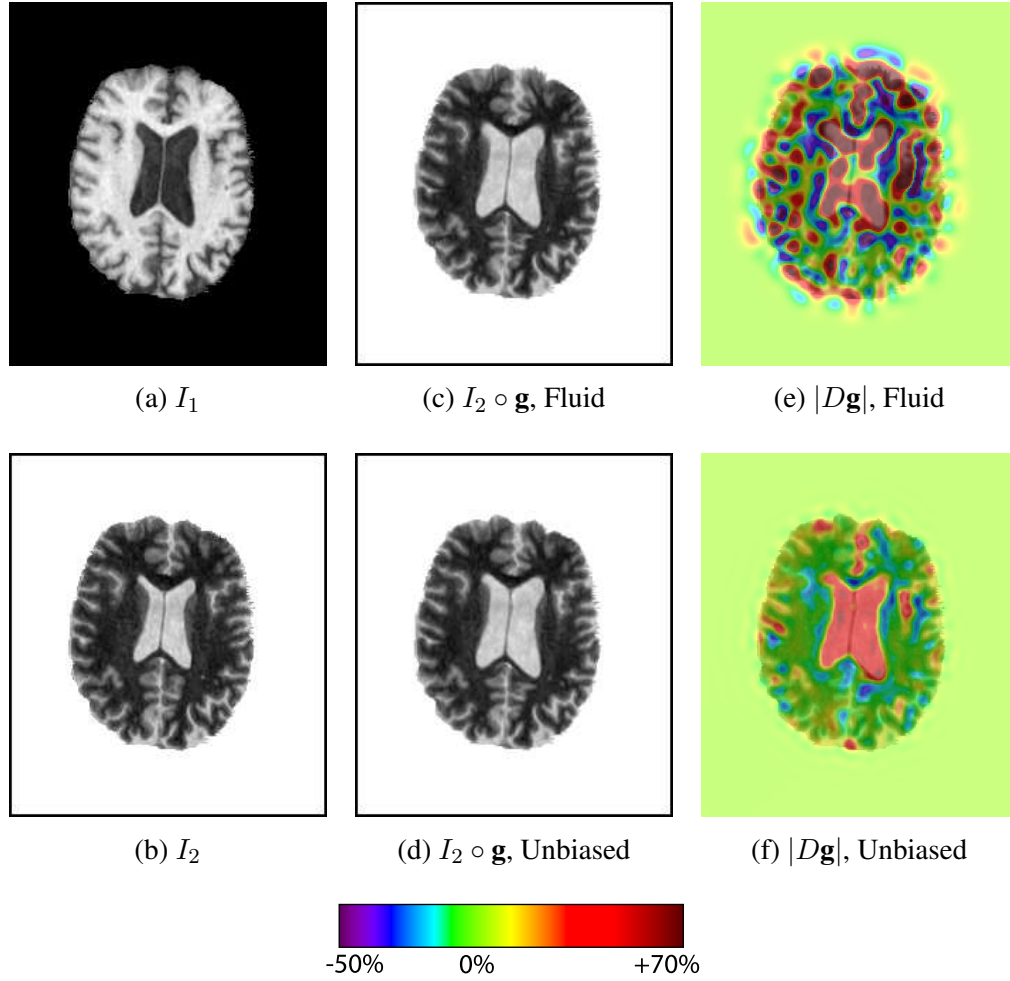 (a) I₁
(c) I₂ ∘ g, Fluid
(e) |Dg|, Fluid
(b) I₂
(d) I₂ ∘ g, Unbiased
(f) |Dg|, Unbiased
-50% 0% +70%